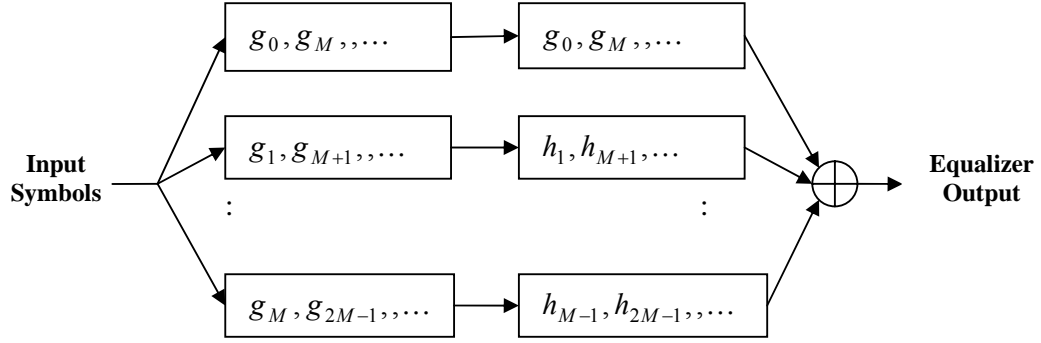 g₀, g_M,,…
g₀, g_M,,…
g₁, g_{M+1},,…
h₁, h_{M+1},…
Input
Symbols
Equalizer
Output
:
:
g_M, g_{2M−1},,…
h_{M−1}, h_{2M−1},,…